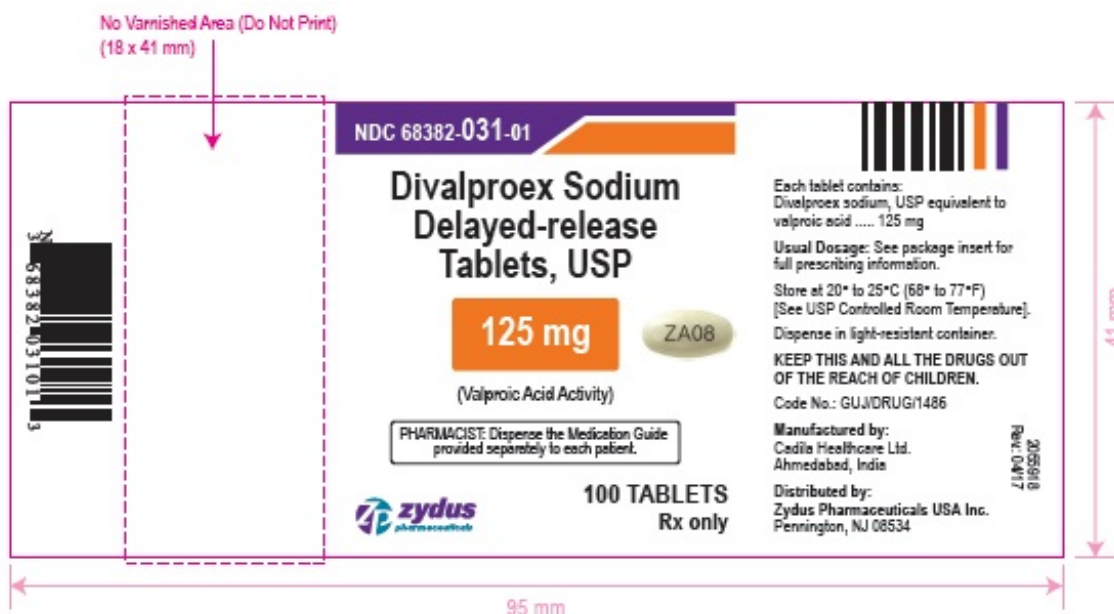 No Varnished Area (Do Not Print)
(18 x 41 mm)
N
3 68382 03101 3
NDC 68382-031-01
Divalproex Sodium
Delayed-release
Tablets, USP
125 mg
ZA08
(Valproic Acid Activity)
PHARMACIST: Dispense the Medication Guide
provided separately to each patient.
zydus
pharmaceuticals
100 TABLETS
Rx only
Each tablet contains:
Divalproex sodium, USP equivalent to
valproic acid ..... 125 mg
Usual Dosage: See package insert for
full prescribing information.
Store at 20° to 25°C (68° to 77°F)
[See USP Controlled Room Temperature].
Dispense in light-resistant container.
KEEP THIS AND ALL THE DRUGS OUT
OF THE REACH OF CHILDREN.
Code No.: GUJ/DRUG/1486
Manufactured by:
Cadila Healthcare Ltd.
Ahmedabad, India
Distributed by:
Zydus Pharmaceuticals USA Inc.
Pennington, NJ 08534
2055918
Rev.: 04/17
41 mm
95 mm